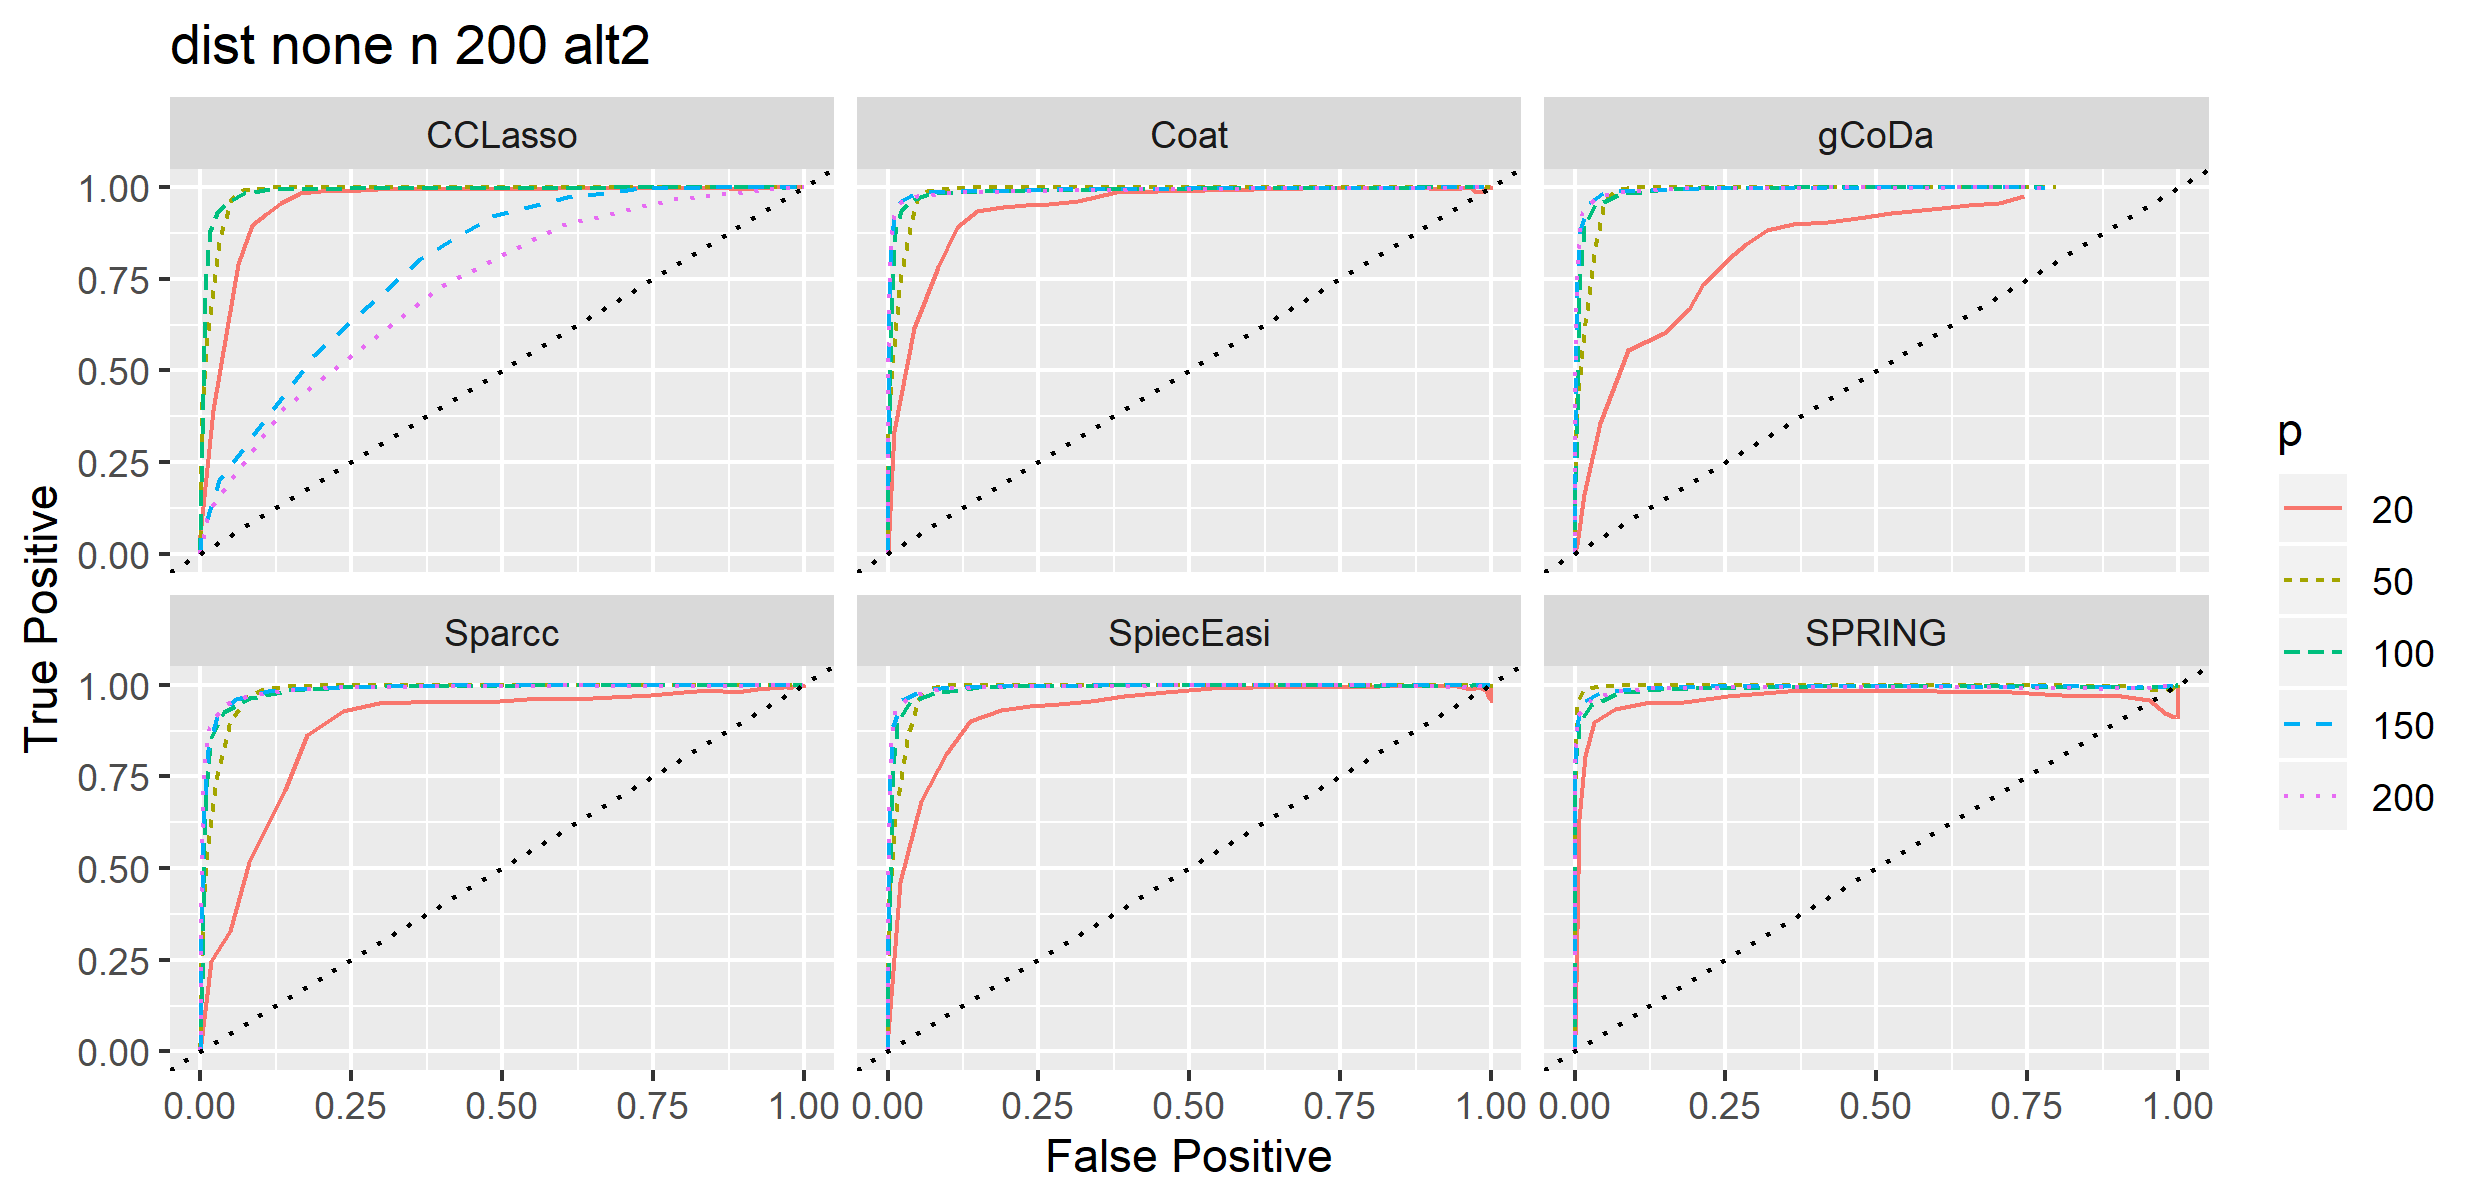 dist none n 200 alt2
CCLasso Coat gCoDa
1.00
0.75
0.50
0.25
0.00
Sparcc SpiecEasi SPRING
1.00
0.75
0.50
0.25
0.00
0.00 0.25 0.50 0.75 1.00 0.00 0.25 0.50 0.75 1.00 0.00 0.25 0.50 0.75 1.00
False Positive
True Positive
p
20
50
100
150
200